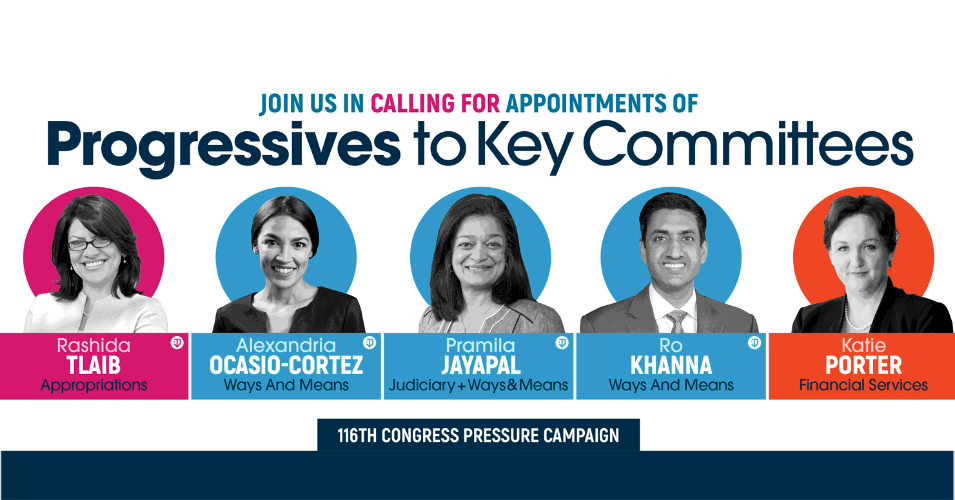 JOIN US IN CALLING FOR APPOINTMENTS OF
Progressives to Key Committees
Rashida
TLAIB
Appropriations
Alexandria
OCASIO-CORTEZ
Ways And Means
Pramila
JAYAPAL
Judiciary+Ways&Means
Ro
KHANNA
Ways And Means
Katie
PORTER
Financial Services
116TH CONGRESS PRESSURE CAMPAIGN